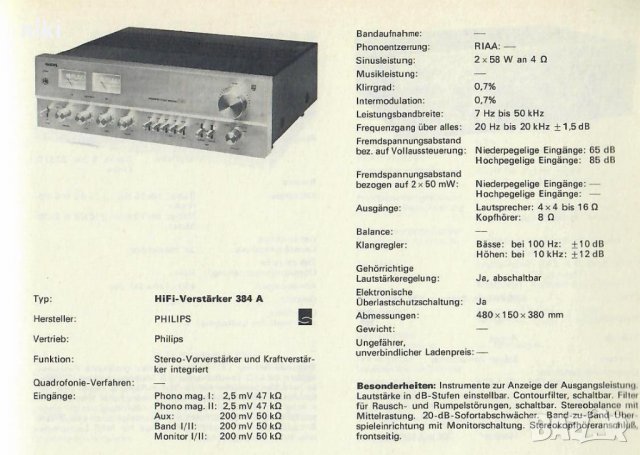 Typ: HiFi-Verstärker 384 A
Hersteller: PHILIPS
Vertrieb: Philips
Funktion: Stereo-Vorverstärker und Kraftverstär-
ker integriert
Quadrofonie-Verfahren: —
Eingänge: Phono mag. I: 2,5 mV 47 kΩ
Phono mag. II: 2,5 mV 47 kΩ
Aux: 200 mV 50 kΩ
Band I/II: 200 mV 50 kΩ
Monitor I/II: 200 mV 50 kΩ
Bandaufnahme: —
Phonoentzerrung: RIAA: —
Sinusleistung: 2 × 58 W an 4 Ω
Musikleistung: —
Klirrgrad: 0,7%
Intermodulation: 0,7%
Leistungsbandbreite: 7 Hz bis 50 kHz
Frequenzgang über alles: 20 Hz bis 20 kHz ±1,5 dB
Fremdspannungsabstand
bez. auf Vollaussteuerung: Niederpegelige Eingänge: 65 dB
Hochpegelige Eingänge: 85 dB
Fremdspannungsabstand
bezogen auf 2 × 50 mW: Niederpegelige Eingänge: —
Hochpegelige Eingänge: —
Ausgänge: Lautsprecher: 4 × 4 bis 16 Ω
Kopfhörer: 8 Ω
Balance: —
Klangregler: Bässe: bei 100 Hz: ±10 dB
Höhen: bei 10 kHz: ±12 dB
Gehörrichtige
Lautstärkeregelung: Ja, abschaltbar
Elektronische
Überlastschutzschaltung: Ja
Abmessungen: 480 × 150 × 380 mm
Gewicht: —
Ungefährer,
unverbindlicher Ladenpreis: —
Besonderheiten: Instrumente zur Anzeige der Ausgangsleistung.
Lautstärke in dB-Stufen einstellbar. Contourfilter, schaltbar. Filter
für Rausch- und Rumpelstörungen, schaltbar. Stereobalance mit
Mittelrastung. 20-dB-Sofortabschwächer. Band-zu-Band-Über-
spieleinrichtung mit Monitorschaltung. Stereokopfhöreranschluß,
frontseitig.